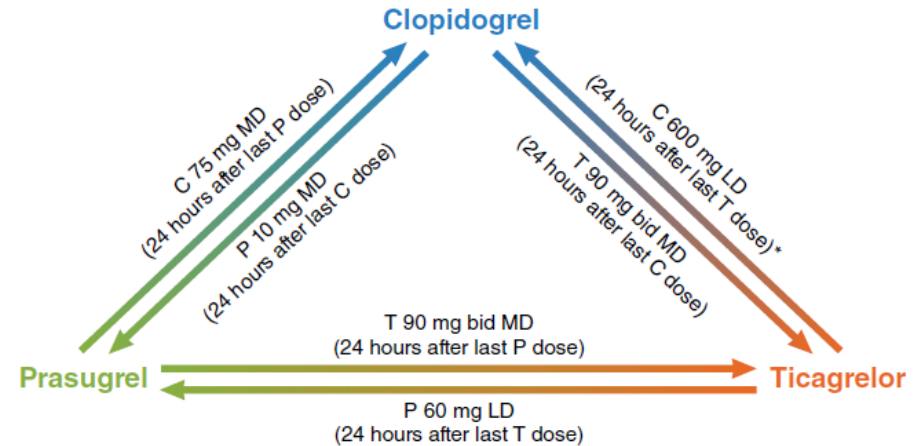 Clopidogrel
C 75 mg MD
(24 hours after last P dose)
P 10 mg MD
(24 hours after last C dose)
C 600 mg LD
(24 hours after last T dose)*
T 90 mg bid MD
(24 hours after last C dose)
T 90 mg bid MD
(24 hours after last P dose)
Prasugrel
Ticagrelor
P 60 mg LD
(24 hours after last T dose)